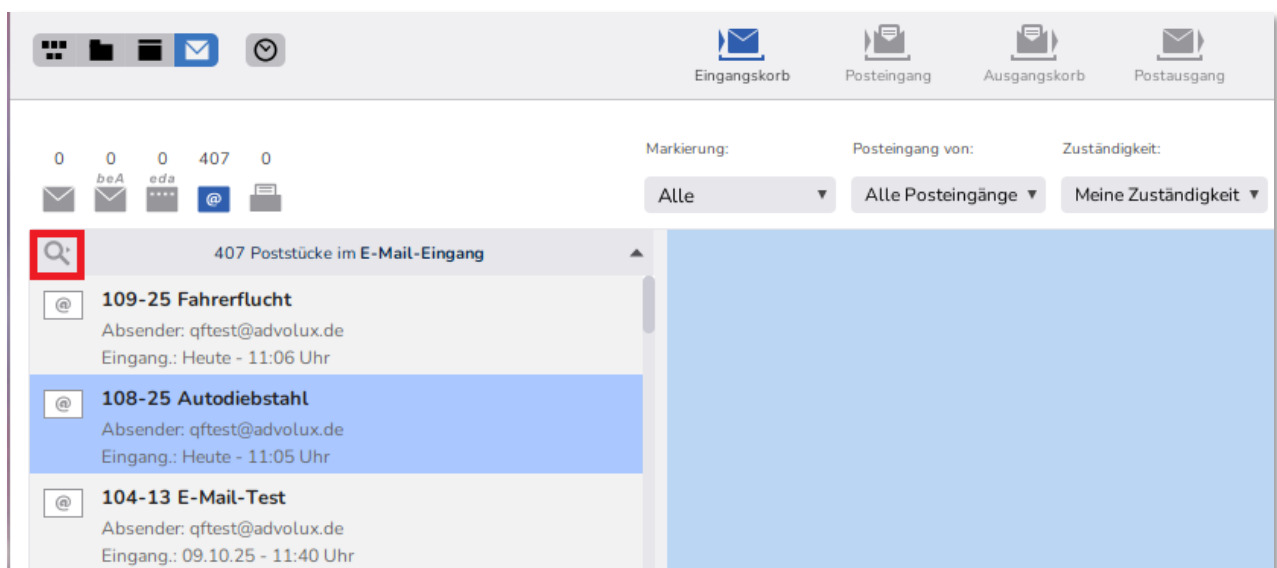 Eingangskorb Posteingang Ausgangskorb Postausgang
0 0 0 407 0
beA eda
@
Markierung: Posteingang von: Zuständigkeit:
Alle Alle Posteingänge Meine Zuständigkeit
407 Poststücke im E-Mail-Eingang
@ 109-25 Fahrerflucht
Absender: qftest@advolux.de
Eingang.: Heute - 11:06 Uhr
@ 108-25 Autodiebstahl
Absender: qftest@advolux.de
Eingang.: Heute - 11:05 Uhr
@ 104-13 E-Mail-Test
Absender: qftest@advolux.de
Eingang.: 09.10.25 - 11:40 Uhr